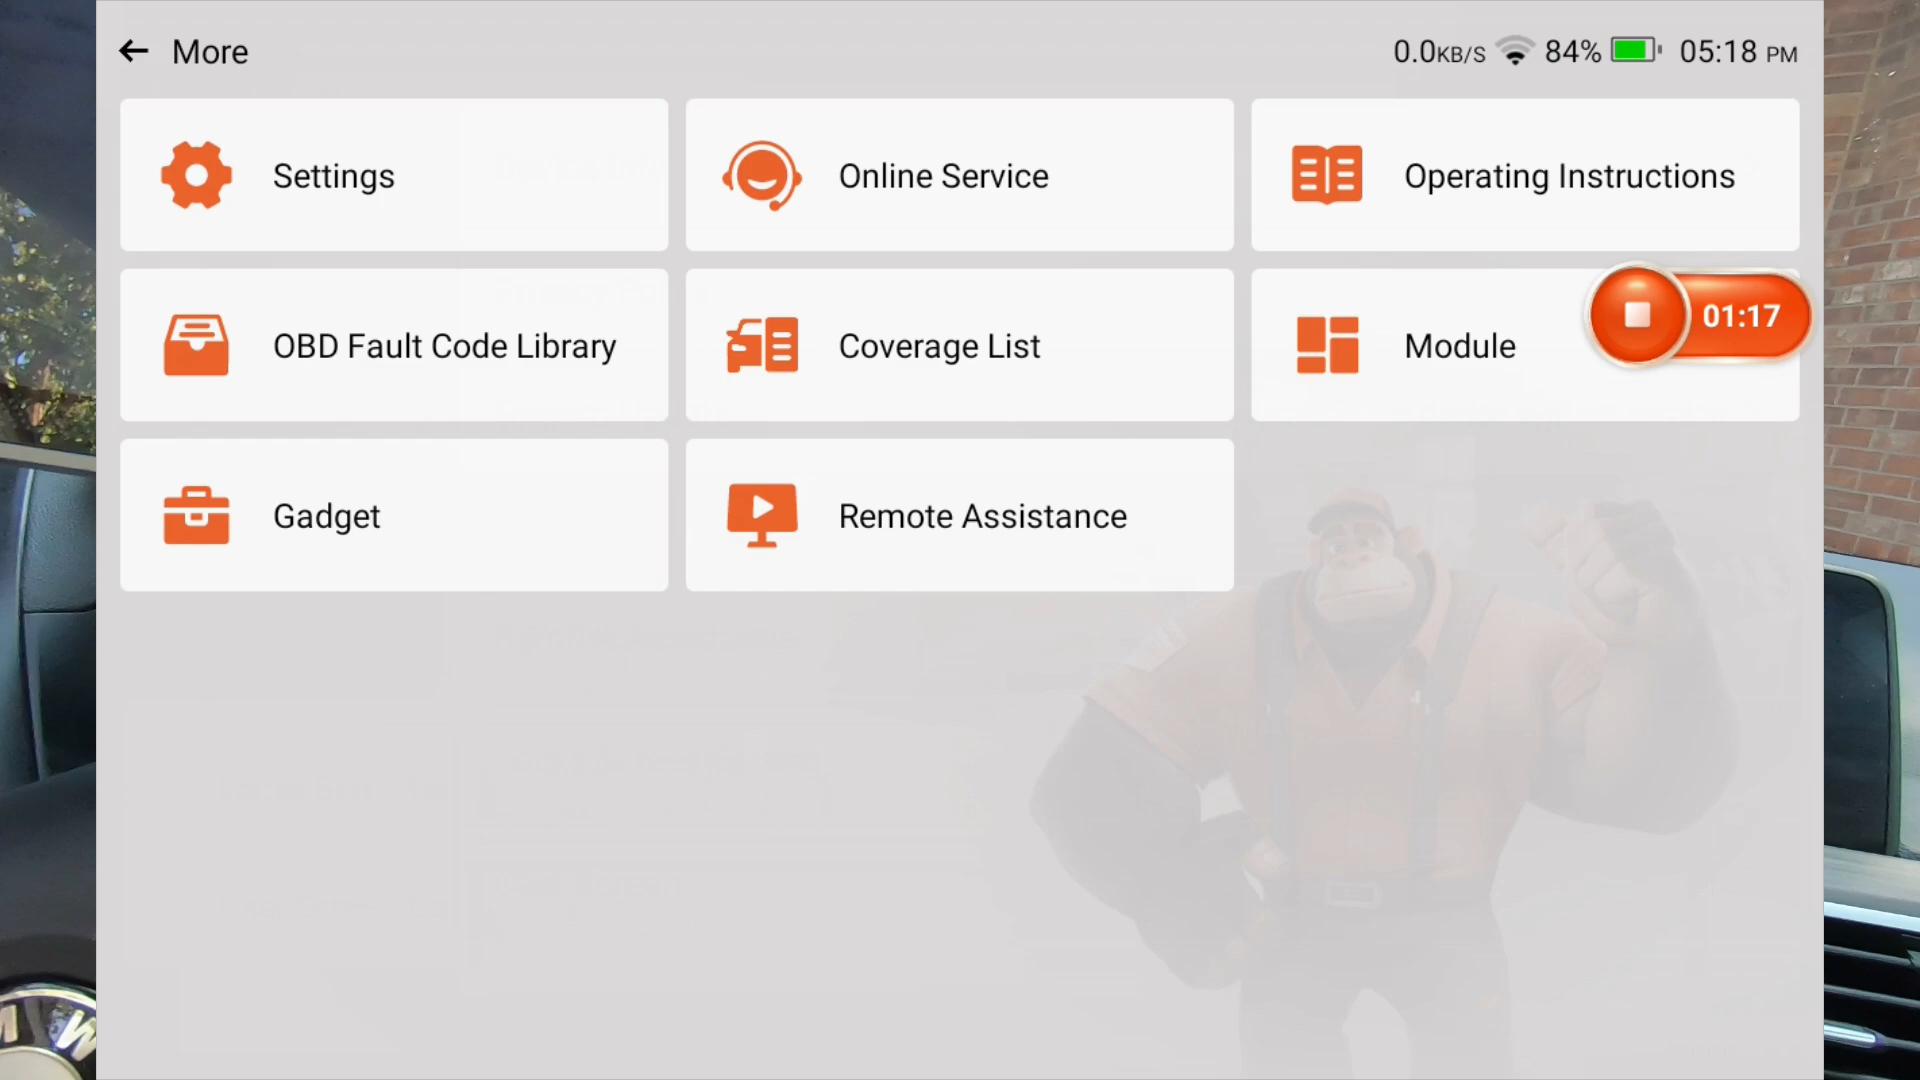 More
0.0KB/S 84% 05:18 PM
Settings
Online Service
Operating Instructions
OBD Fault Code Library
Coverage List
Module
01:17
Gadget
Remote Assistance
W